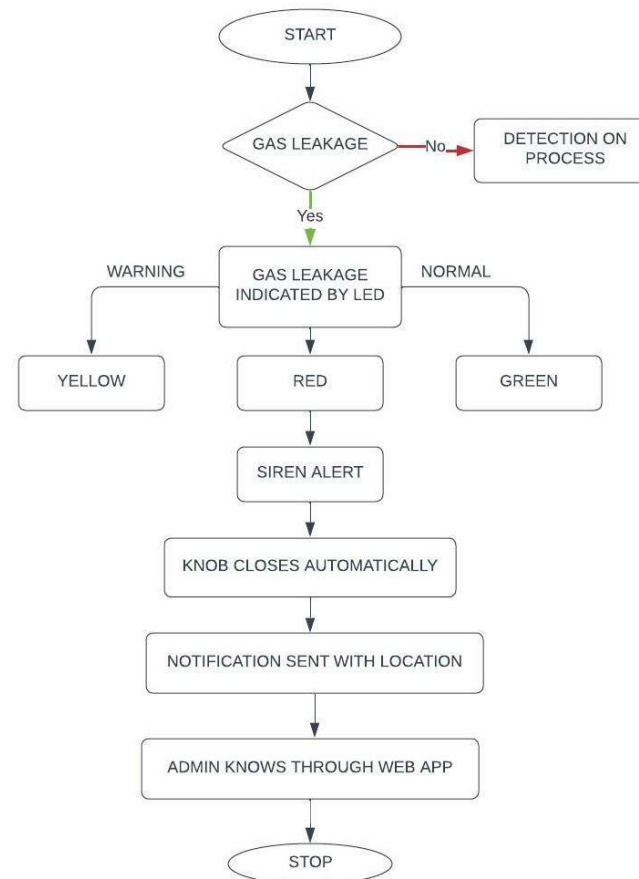 START
GAS LEAKAGE
No
DETECTION ON
PROCESS
Yes
WARNING
GAS LEAKAGE
INDICATED BY LED
NORMAL
YELLOW
RED
GREEN
SIREN ALERT
KNOB CLOSES AUTOMATICALLY
NOTIFICATION SENT WITH LOCATION
ADMIN KNOWS THROUGH WEB APP
STOP